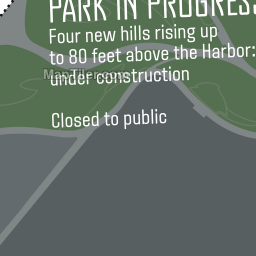 PARK IN PROGRESS
Four new hills rising up
to 80 feet above the Harbor:
under construction
Closed to public